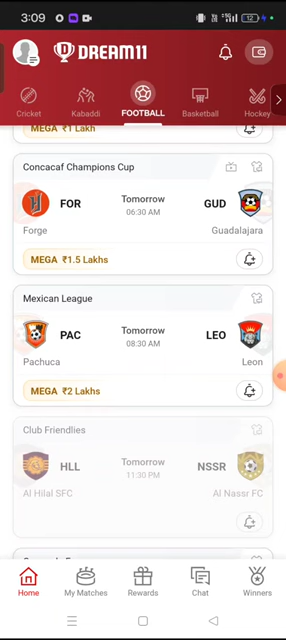 3:09
12
DREAM11
Cricket
Kabaddi
FOOTBALL
Basketball
Hockey
MEGA ₹1 Lakh
Concacaf Champions Cup
FOR
Tomorrow
06:30 AM
GUD
Forge
Guadalajara
MEGA ₹1.5 Lakhs
Mexican League
PAC
Tomorrow
08:30 AM
LEO
Pachuca
Leon
MEGA ₹2 Lakhs
Club Friendlies
HLL
Tomorrow
11:30 PM
NSSR
Al Hilal SFC
Al Nassr FC
Home
My Matches
Rewards
Chat
Winners